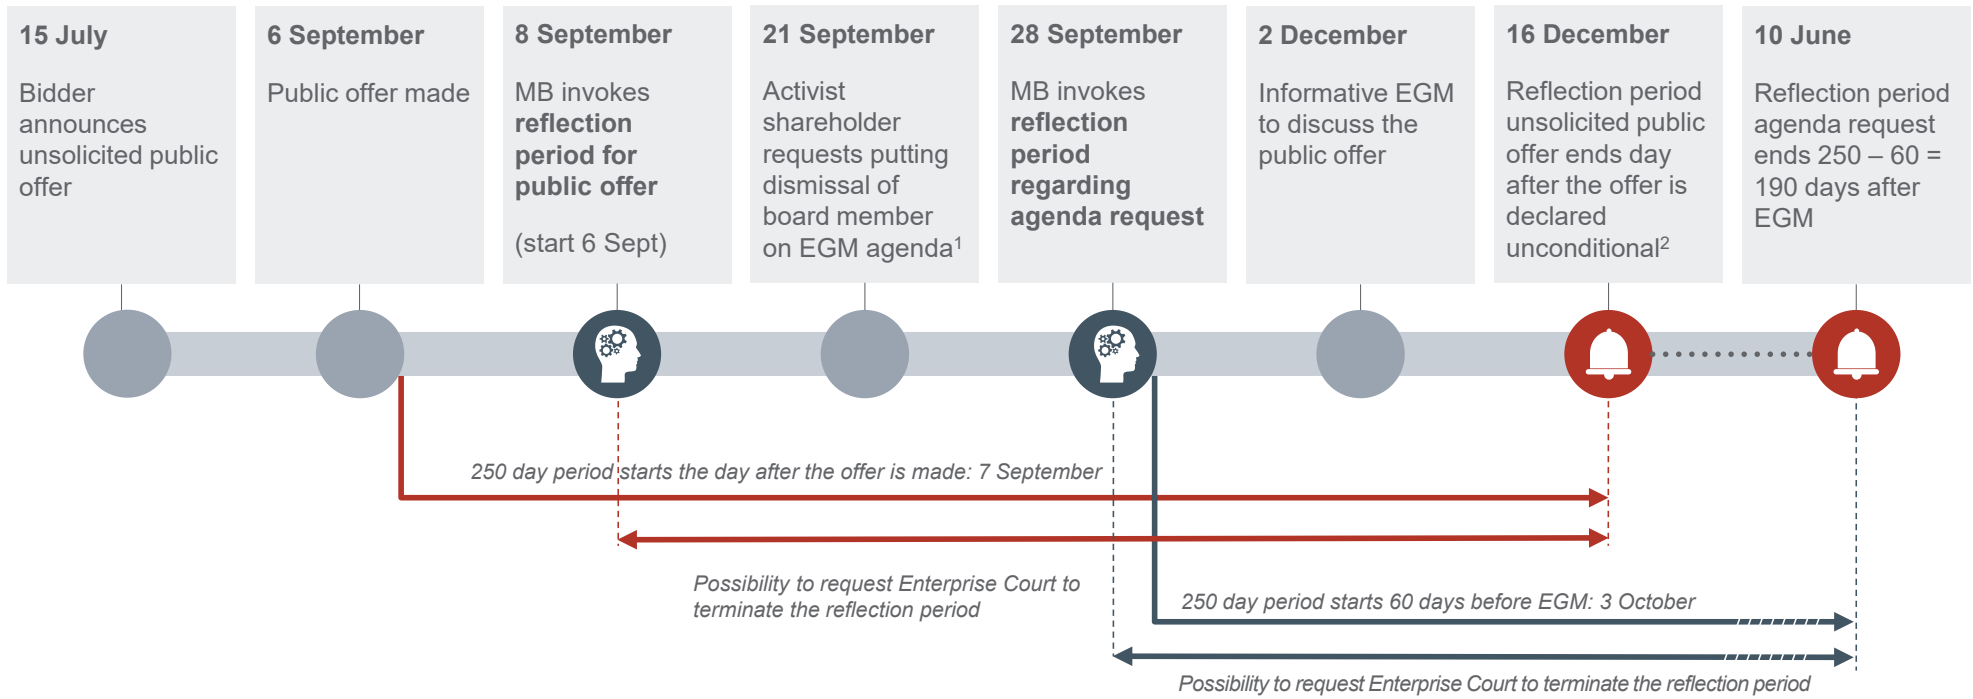 15 July
Bidder
announces
unsolicited public
offer
6 September
Public offer made
8 September
MB invokes
reflection
period for
public offer
(start 6 Sept)
21 September
Activist
shareholder
requests putting
dismissal of
board member
on EGM agenda¹
28 September
MB invokes
reflection
period
regarding
agenda request
2 December
Informative EGM
to discuss the
public offer
16 December
Reflection period
unsolicited public
offer ends day
after the offer is
declared
unconditional²
10 June
Reflection period
agenda request
ends 250 – 60 =
190 days after
EGM
250 day period starts the day after the offer is made: 7 September
Possibility to request Enterprise Court to
terminate the reflection period
250 day period starts 60 days before EGM: 3 October
Possibility to request Enterprise Court to terminate the reflection period